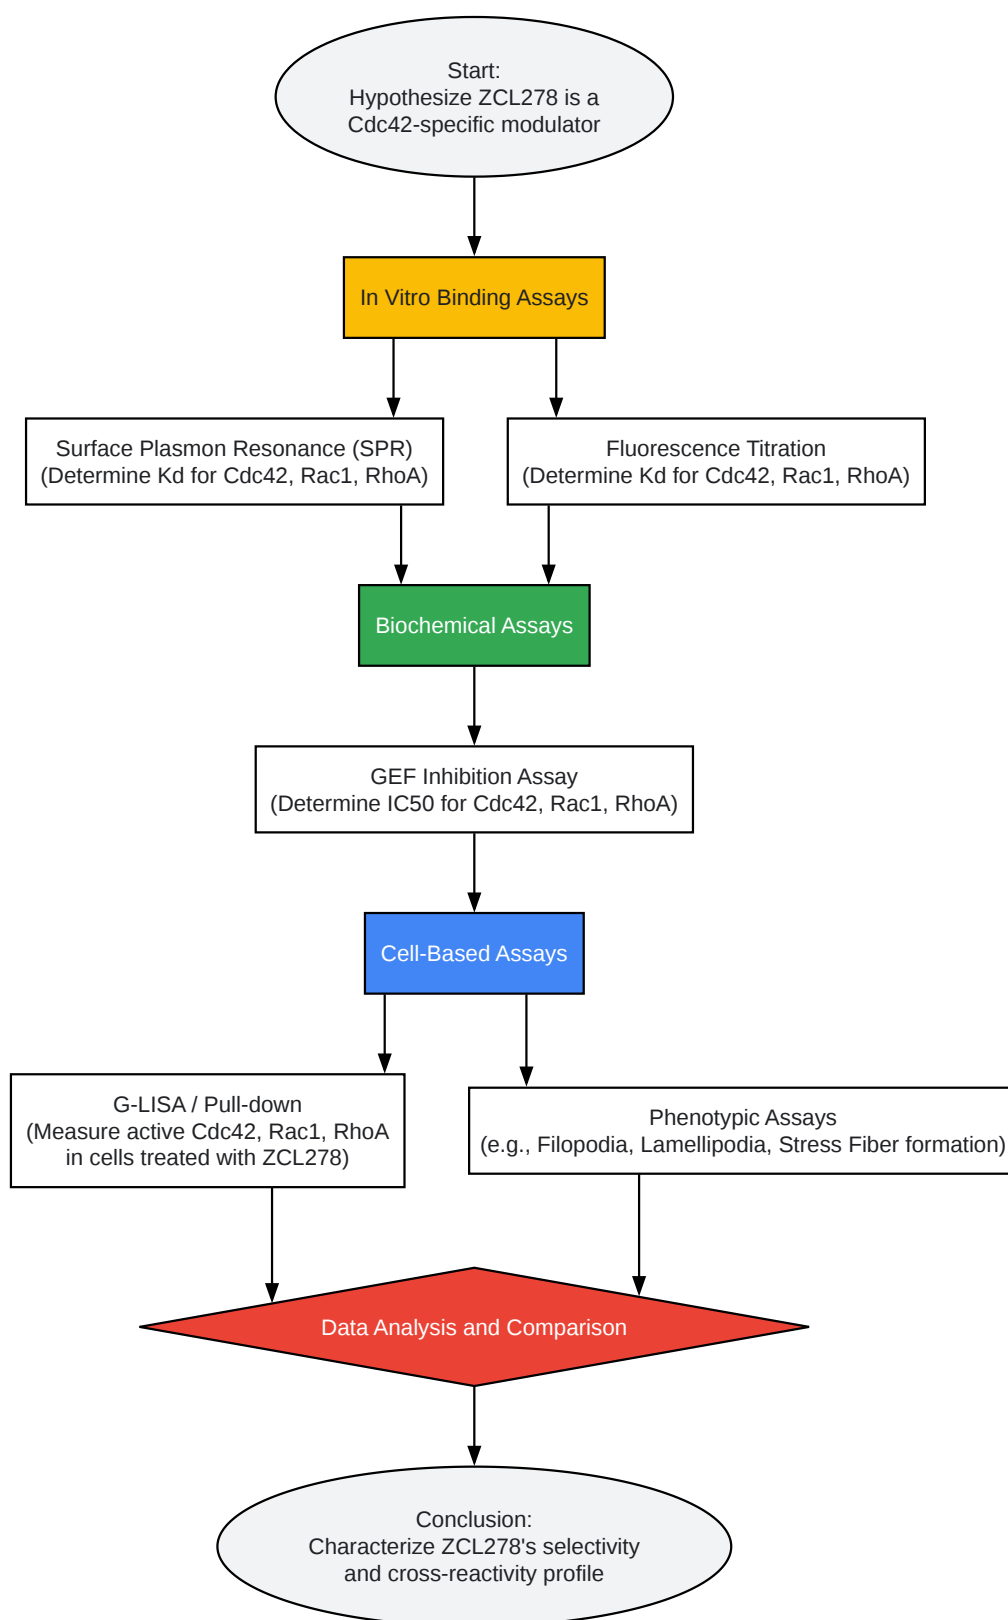 Start:
Hypothesize ZCL278 is a
Cdc42-specific modulator
In Vitro Binding Assays
Surface Plasmon Resonance (SPR)
(Determine Kd for Cdc42, Rac1, RhoA)
Fluorescence Titration
(Determine Kd for Cdc42, Rac1, RhoA)
Biochemical Assays
GEF Inhibition Assay
(Determine IC50 for Cdc42, Rac1, RhoA)
Cell-Based Assays
G-LISA / Pull-down
(Measure active Cdc42, Rac1, RhoA
in cells treated with ZCL278)
Phenotypic Assays
(e.g., Filopodia, Lamellipodia, Stress Fiber formation)
Data Analysis and Comparison
Conclusion:
Characterize ZCL278's selectivity
and cross-reactivity profile